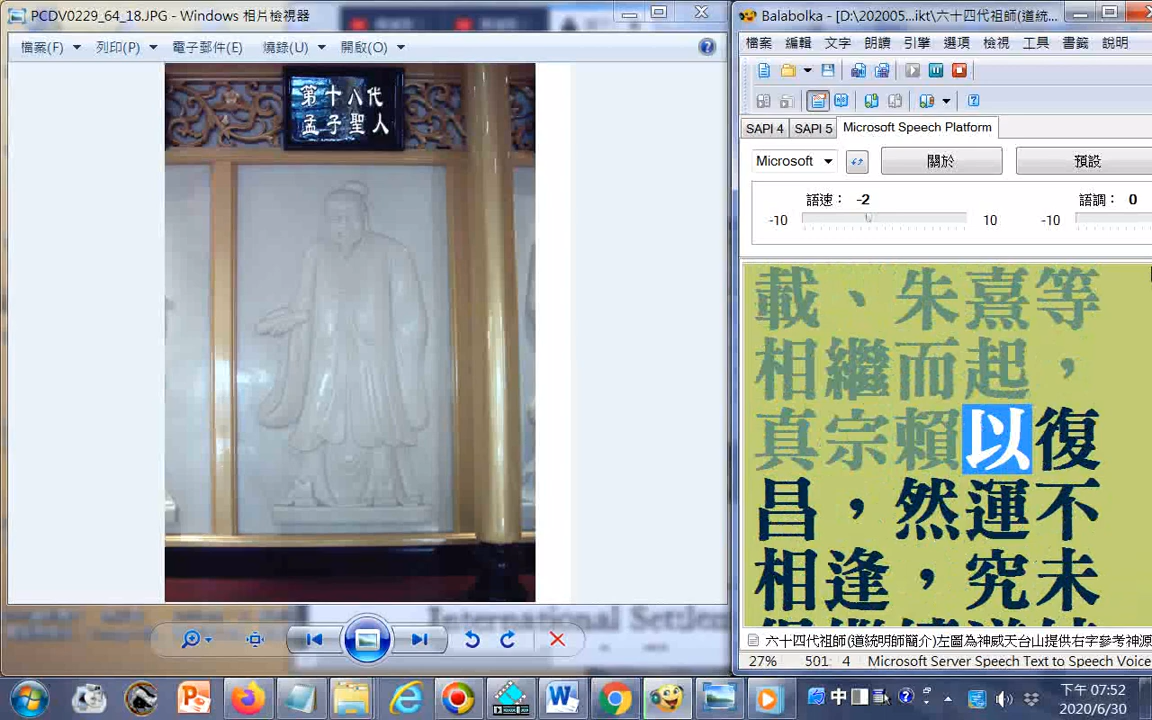 PCDV0229_64_18.JPG - Windows 相片檢視器
檔案(F) 列印(P) 電子郵件(E) 燒錄(U) 開啟(O)
第十八代
孟子聖人
International Settlem
Balabolka - [D:\202005...ikt\六十四代祖師(道統...
檔案 編輯 文字 朗讀 引擎 選項 檢視 工具 書籤 說明
SAPI 4 SAPI 5 Microsoft Speech Platform
Microsoft 關於 預設
語速： -2 語調： 0
-10 10 -10
載、朱熹等
相繼而起，
真宗賴以復
昌，然運不
相逢，究未
六十四代祖師(道統明師簡介)左圖為神威天台山提供右字參考神源
27% 501: 4 Microsoft Server Speech Text to Speech Voice
中
下午 07:52
2020/6/30